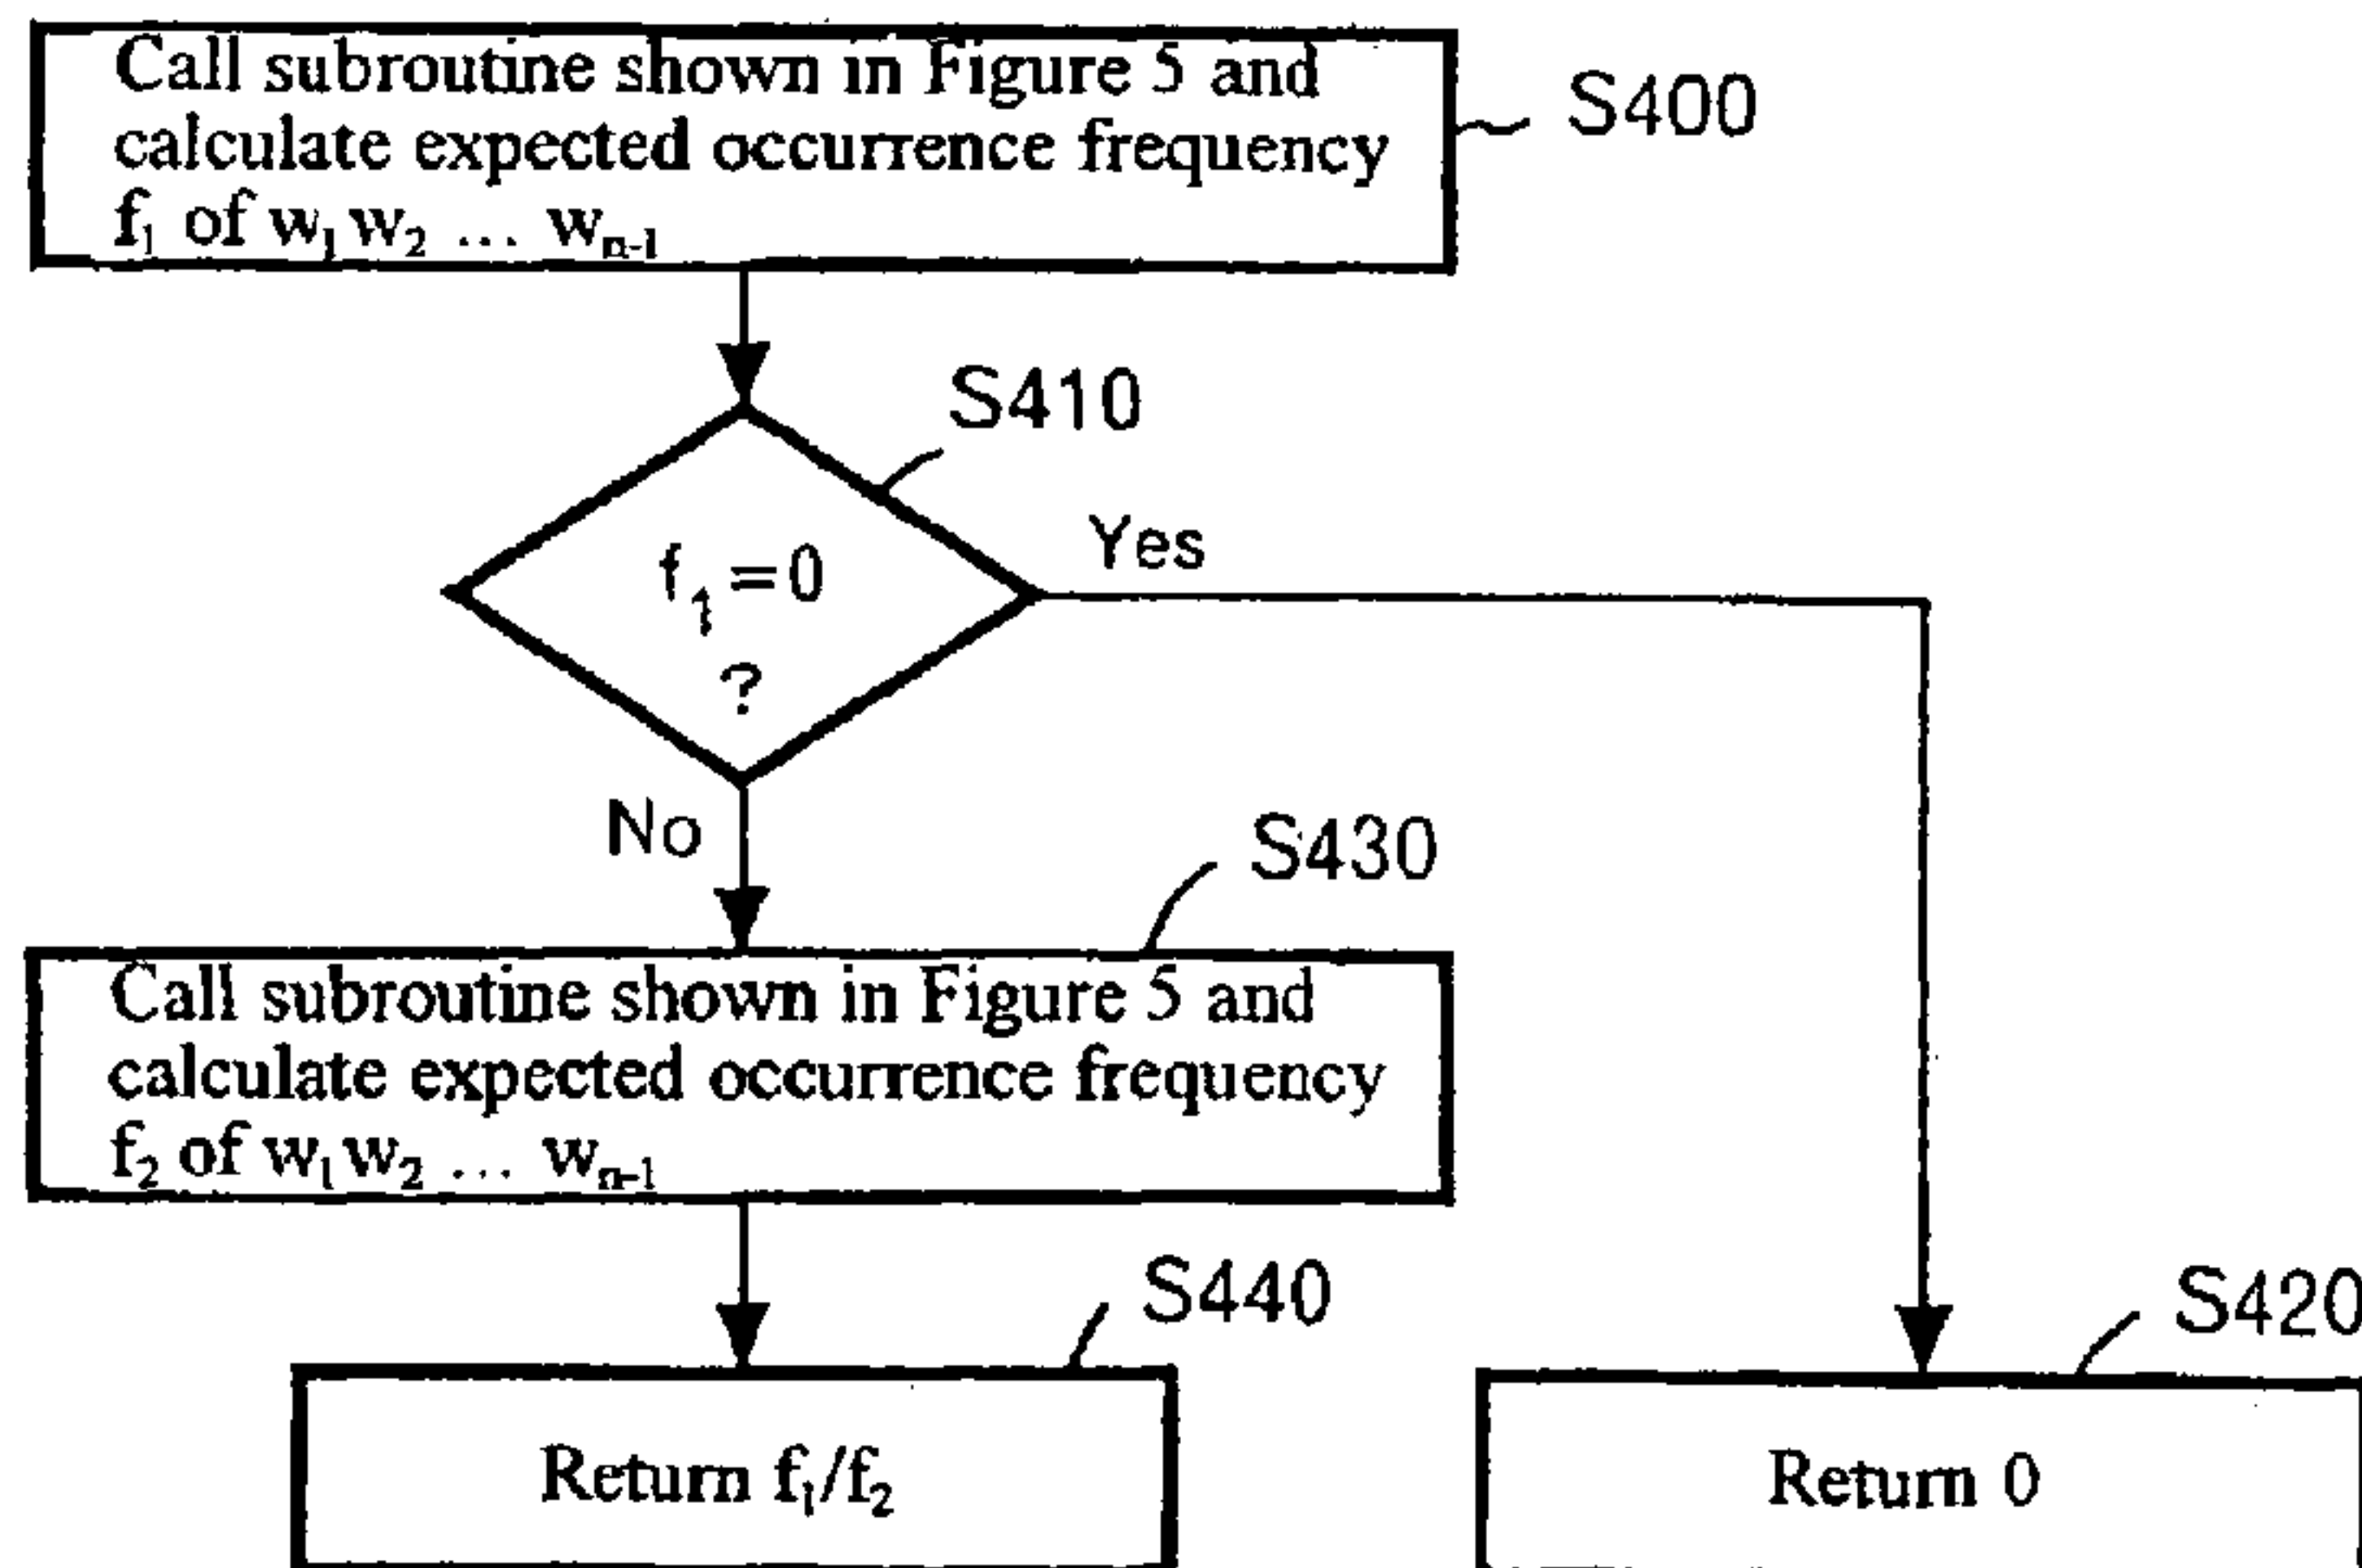 Call subroutine shown in Figure 5 and
calculate expected occurrence frequency
f₁ of w₁w₂ ... wₙ₋₁
S400
S410
f₁=0
?
Yes
No
S430
Call subroutine shown in Figure 5 and
calculate expected occurrence frequency
f₂ of w₁w₂ ... wₙ₋₁
S440
Return f₁/f₂
S420
Return 0